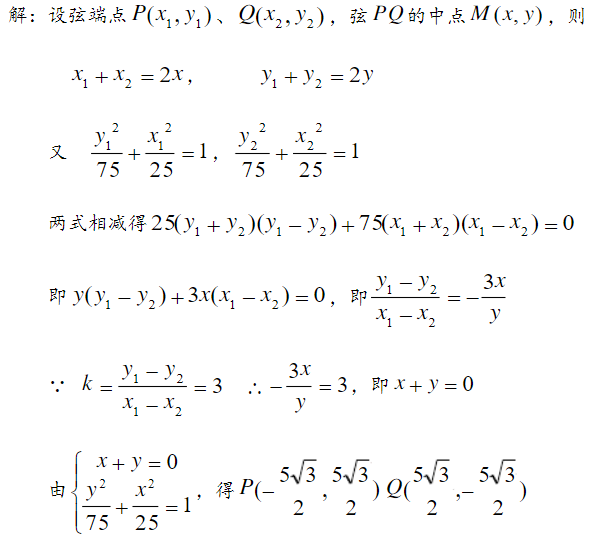 解：设弦端点 P(x₁, y₁)、Q(x₂, y₂)，弦 PQ 的中点 M(x, y)，则
x₁ + x₂ = 2x， y₁ + y₂ = 2y
又 y₁²/75 + x₁²/25 = 1，y₂²/75 + x₂²/25 = 1
两式相减得 25(y₁ + y₂)(y₁ − y₂) + 75(x₁ + x₂)(x₁ − x₂) = 0
即 y(y₁ − y₂) + 3x(x₁ − x₂) = 0，即 (y₁ − y₂)/(x₁ − x₂) = −3x/y
∵ k = (y₁ − y₂)/(x₁ − x₂) = 3 ∴ −3x/y = 3，即 x + y = 0
由 { x + y = 0 ; y²/75 + x²/25 = 1 ，得 P(−5√3/2, 5√3/2) Q(5√3/2, −5√3/2)